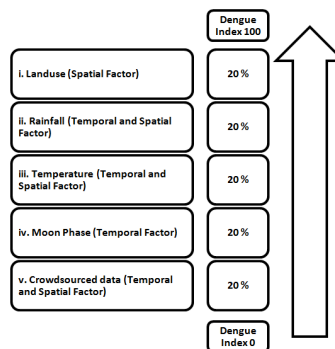 Dengue
Index 100
i. Landuse (Spatial Factor)
20 %
ii. Rainfall (Temporal and Spatial
Factor)
20 %
iii. Temperature (Temporal and
Spatial Factor)
20 %
iv. Moon Phase (Temporal Factor)
20 %
v. Crowdsourced data (Temporal
and Spatial Factor)
20 %
Dengue
Index 0